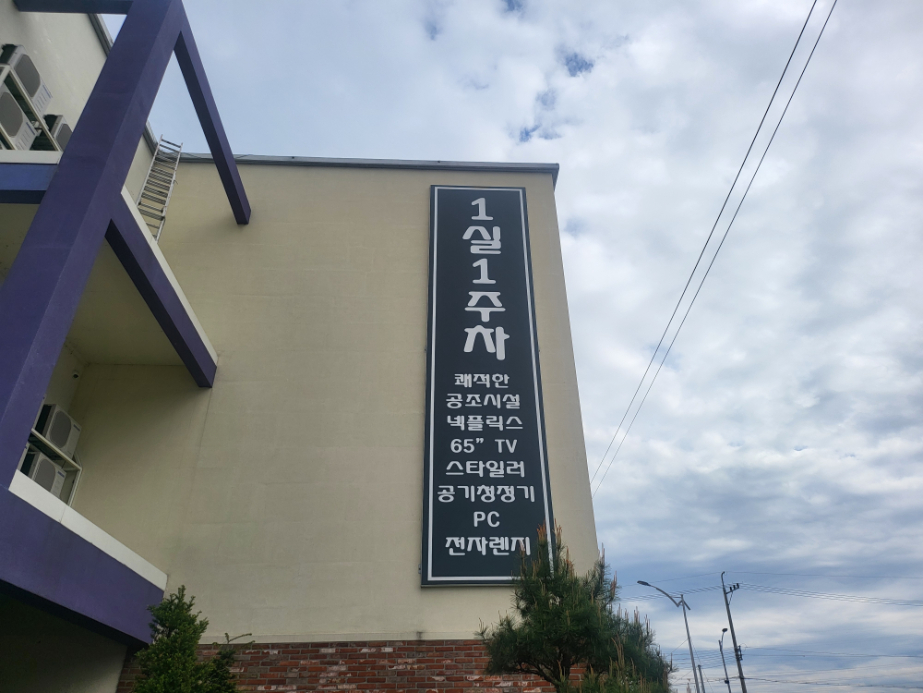 1실1주차
쾌적안
공조시설
넥플릭스
65” TV
스타일러
공기청정기
PC
전자렌지